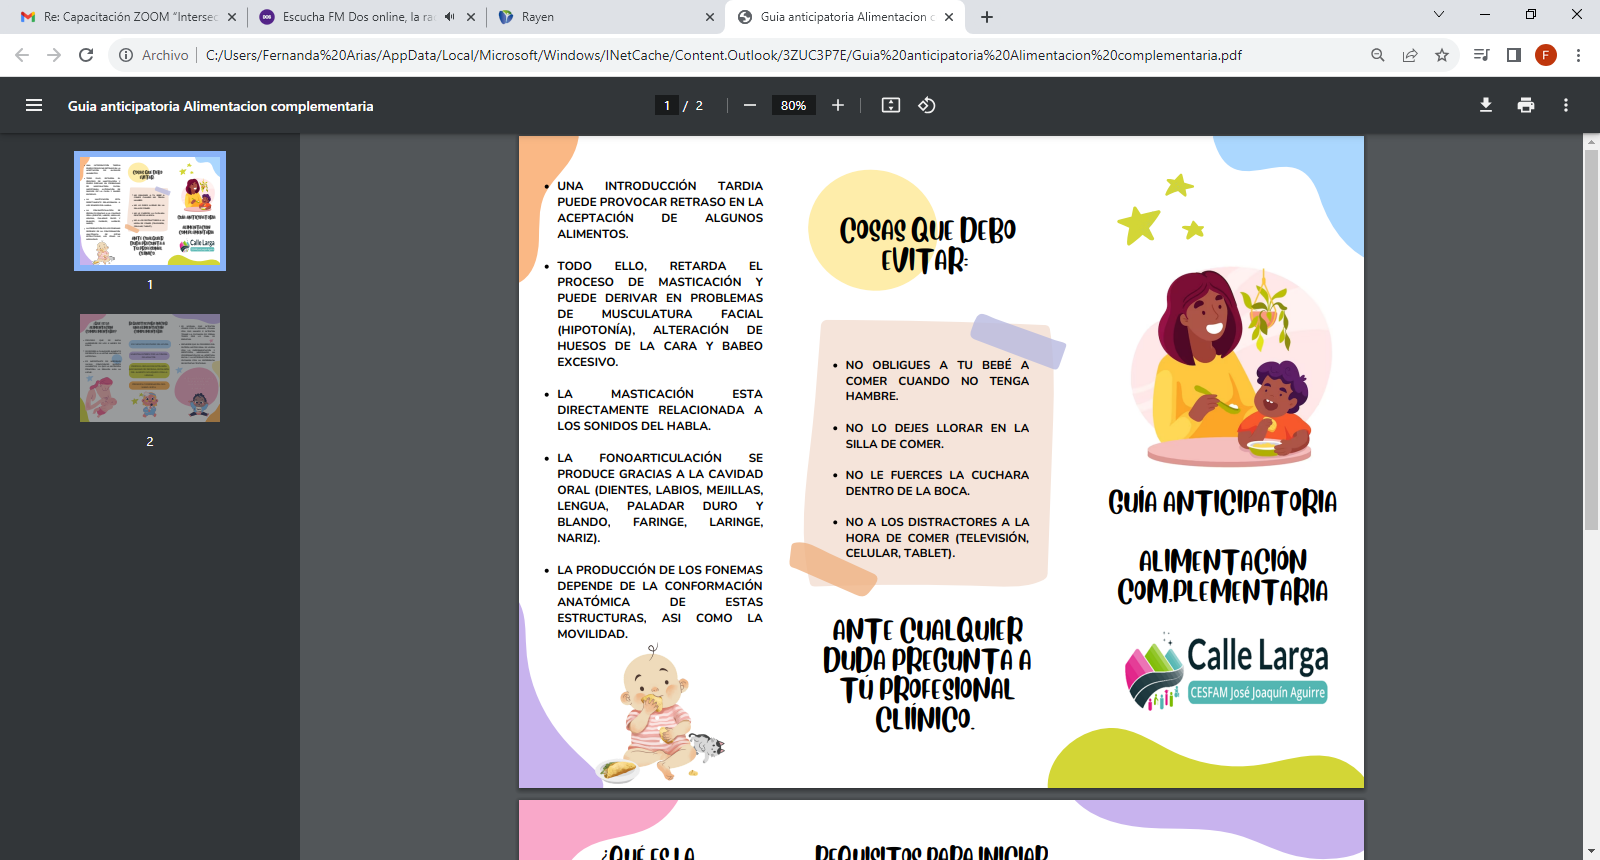 Re: Capacitación ZOOM "Intersec
Escucha FM Dos online, la ra
Rayen
Guia anticipatoria Alimentacion c
Archivo
C:/Users/Fernanda%20Arias/AppData/Local/Microsoft/Windows/INetCache/Content.Outlook/3ZUC3P7E/Guia%20anticipatoria%20Alimentacion%20complementaria.pdf
F
Guia anticipatoria Alimentacion complementaria
1 / 2
80%
1
2
• UNA INTRODUCCIÓN TARDIA
PUEDE PROVOCAR RETRASO EN LA
ACEPTACIÓN DE ALGUNOS
ALIMENTOS.
• TODO ELLO, RETARDA EL
PROCESO DE MASTICACIÓN Y
PUEDE DERIVAR EN PROBLEMAS
DE MUSCULATURA FACIAL
(HIPOTONÍA), ALTERACIÓN DE
HUESOS DE LA CARA Y BABEO
EXCESIVO.
• LA MASTICACIÓN ESTA
DIRECTAMENTE RELACIONADA A
LOS SONIDOS DEL HABLA.
• LA FONOARTICULACIÓN SE
PRODUCE GRACIAS A LA CAVIDAD
ORAL (DIENTES, LABIOS, MEJILLAS,
LENGUA, PALADAR DURO Y
BLANDO, FARINGE, LARINGE,
NARIZ).
• LA PRODUCCIÓN DE LOS FONEMAS
DEPENDE DE LA CONFORMACIÓN
ANATÓMICA DE ESTAS
ESTRUCTURAS, ASI COMO LA
MOVILIDAD.
COSAS QUE DEBO
EVITAR:
• NO OBLIGUES A TU BEBÉ A
COMER CUANDO NO TENGA
HAMBRE.
• NO LO DEJES LLORAR EN LA
SILLA DE COMER.
• NO LE FUERCES LA CUCHARA
DENTRO DE LA BOCA.
• NO A LOS DISTRACTORES A LA
HORA DE COMER (TELEVISIÓN,
CELULAR, TABLET).
ANTE CUALQUIER
DUDA PREGUNTA A
TÚ PROFESIONAL
CLIÍNICO.
GUÍA ANTICIPATORIA
ALIMENTACIÓN
COM.PLEMENTARIA
Calle Larga
CESFAM José Joaquín Aguirre
¿QUÉ ES LA
REQUISITOS PARA INICIAR